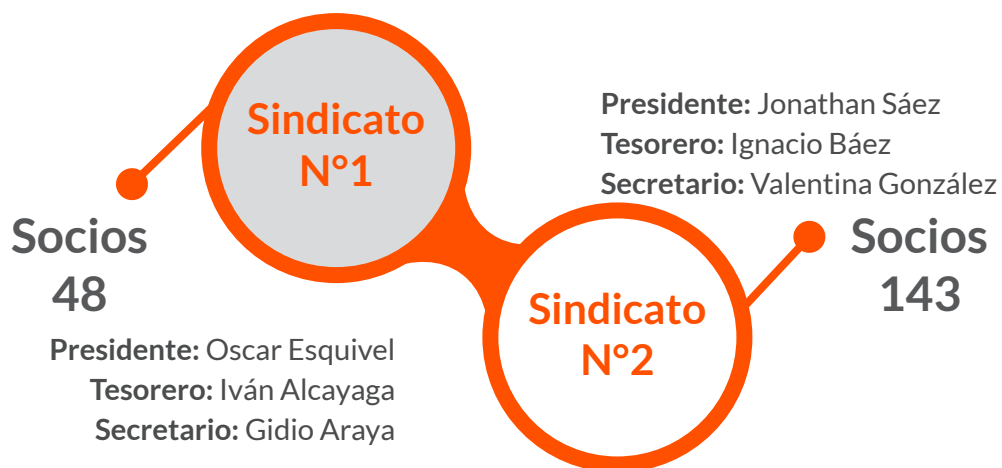 Sindicato
N°1
Socios
48
Presidente: Oscar Esquivel
Tesorero: Iván Alcayaga
Secretario: Gidio Araya
Presidente: Jonathan Sáez
Tesorero: Ignacio Báez
Secretario: Valentina González
Sindicato
N°2
Socios
143